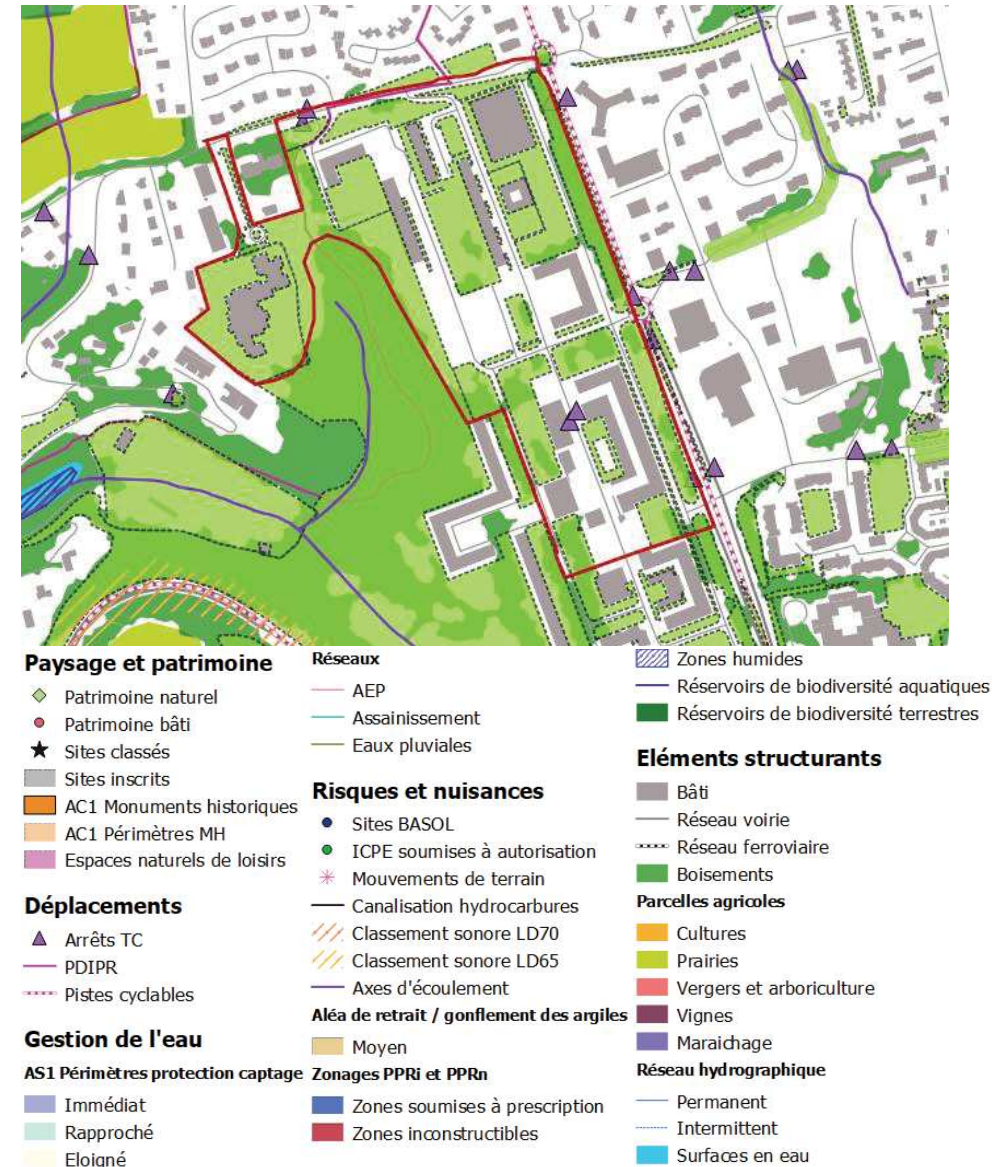 Paysage et patrimoine
Patrimoine naturel
Patrimoine bâti
Sites classés
Sites inscrits
AC1 Monuments historiques
AC1 Périmètres MH
Espaces naturels de loisirs
Déplacements
Arrêts TC
PDIPR
Pistes cyclables
Gestion de l'eau
AS1 Périmètres protection captage
Immédiat
Rapproché
Eloigné
Réseaux
AEP
Assainissement
Eaux pluviales
Risques et nuisances
Sites BASOL
ICPE soumises à autorisation
Mouvements de terrain
Canalisation hydrocarbures
Classement sonore LD70
Classement sonore LD65
Axes d'écoulement
Aléa de retrait / gonflement des argiles
Moyen
Zonages PPRi et PPRn
Zones soumises à prescription
Zones inconstructibles
Zones humides
Réservoirs de biodiversité aquatiques
Réservoirs de biodiversité terrestres
Eléments structurants
Bâti
Réseau voirie
Réseau ferroviaire
Boisements
Parcelles agricoles
Cultures
Prairies
Vergers et arboriculture
Vignes
Maraichage
Réseau hydrographique
Permanent
Intermittent
Surfaces en eau